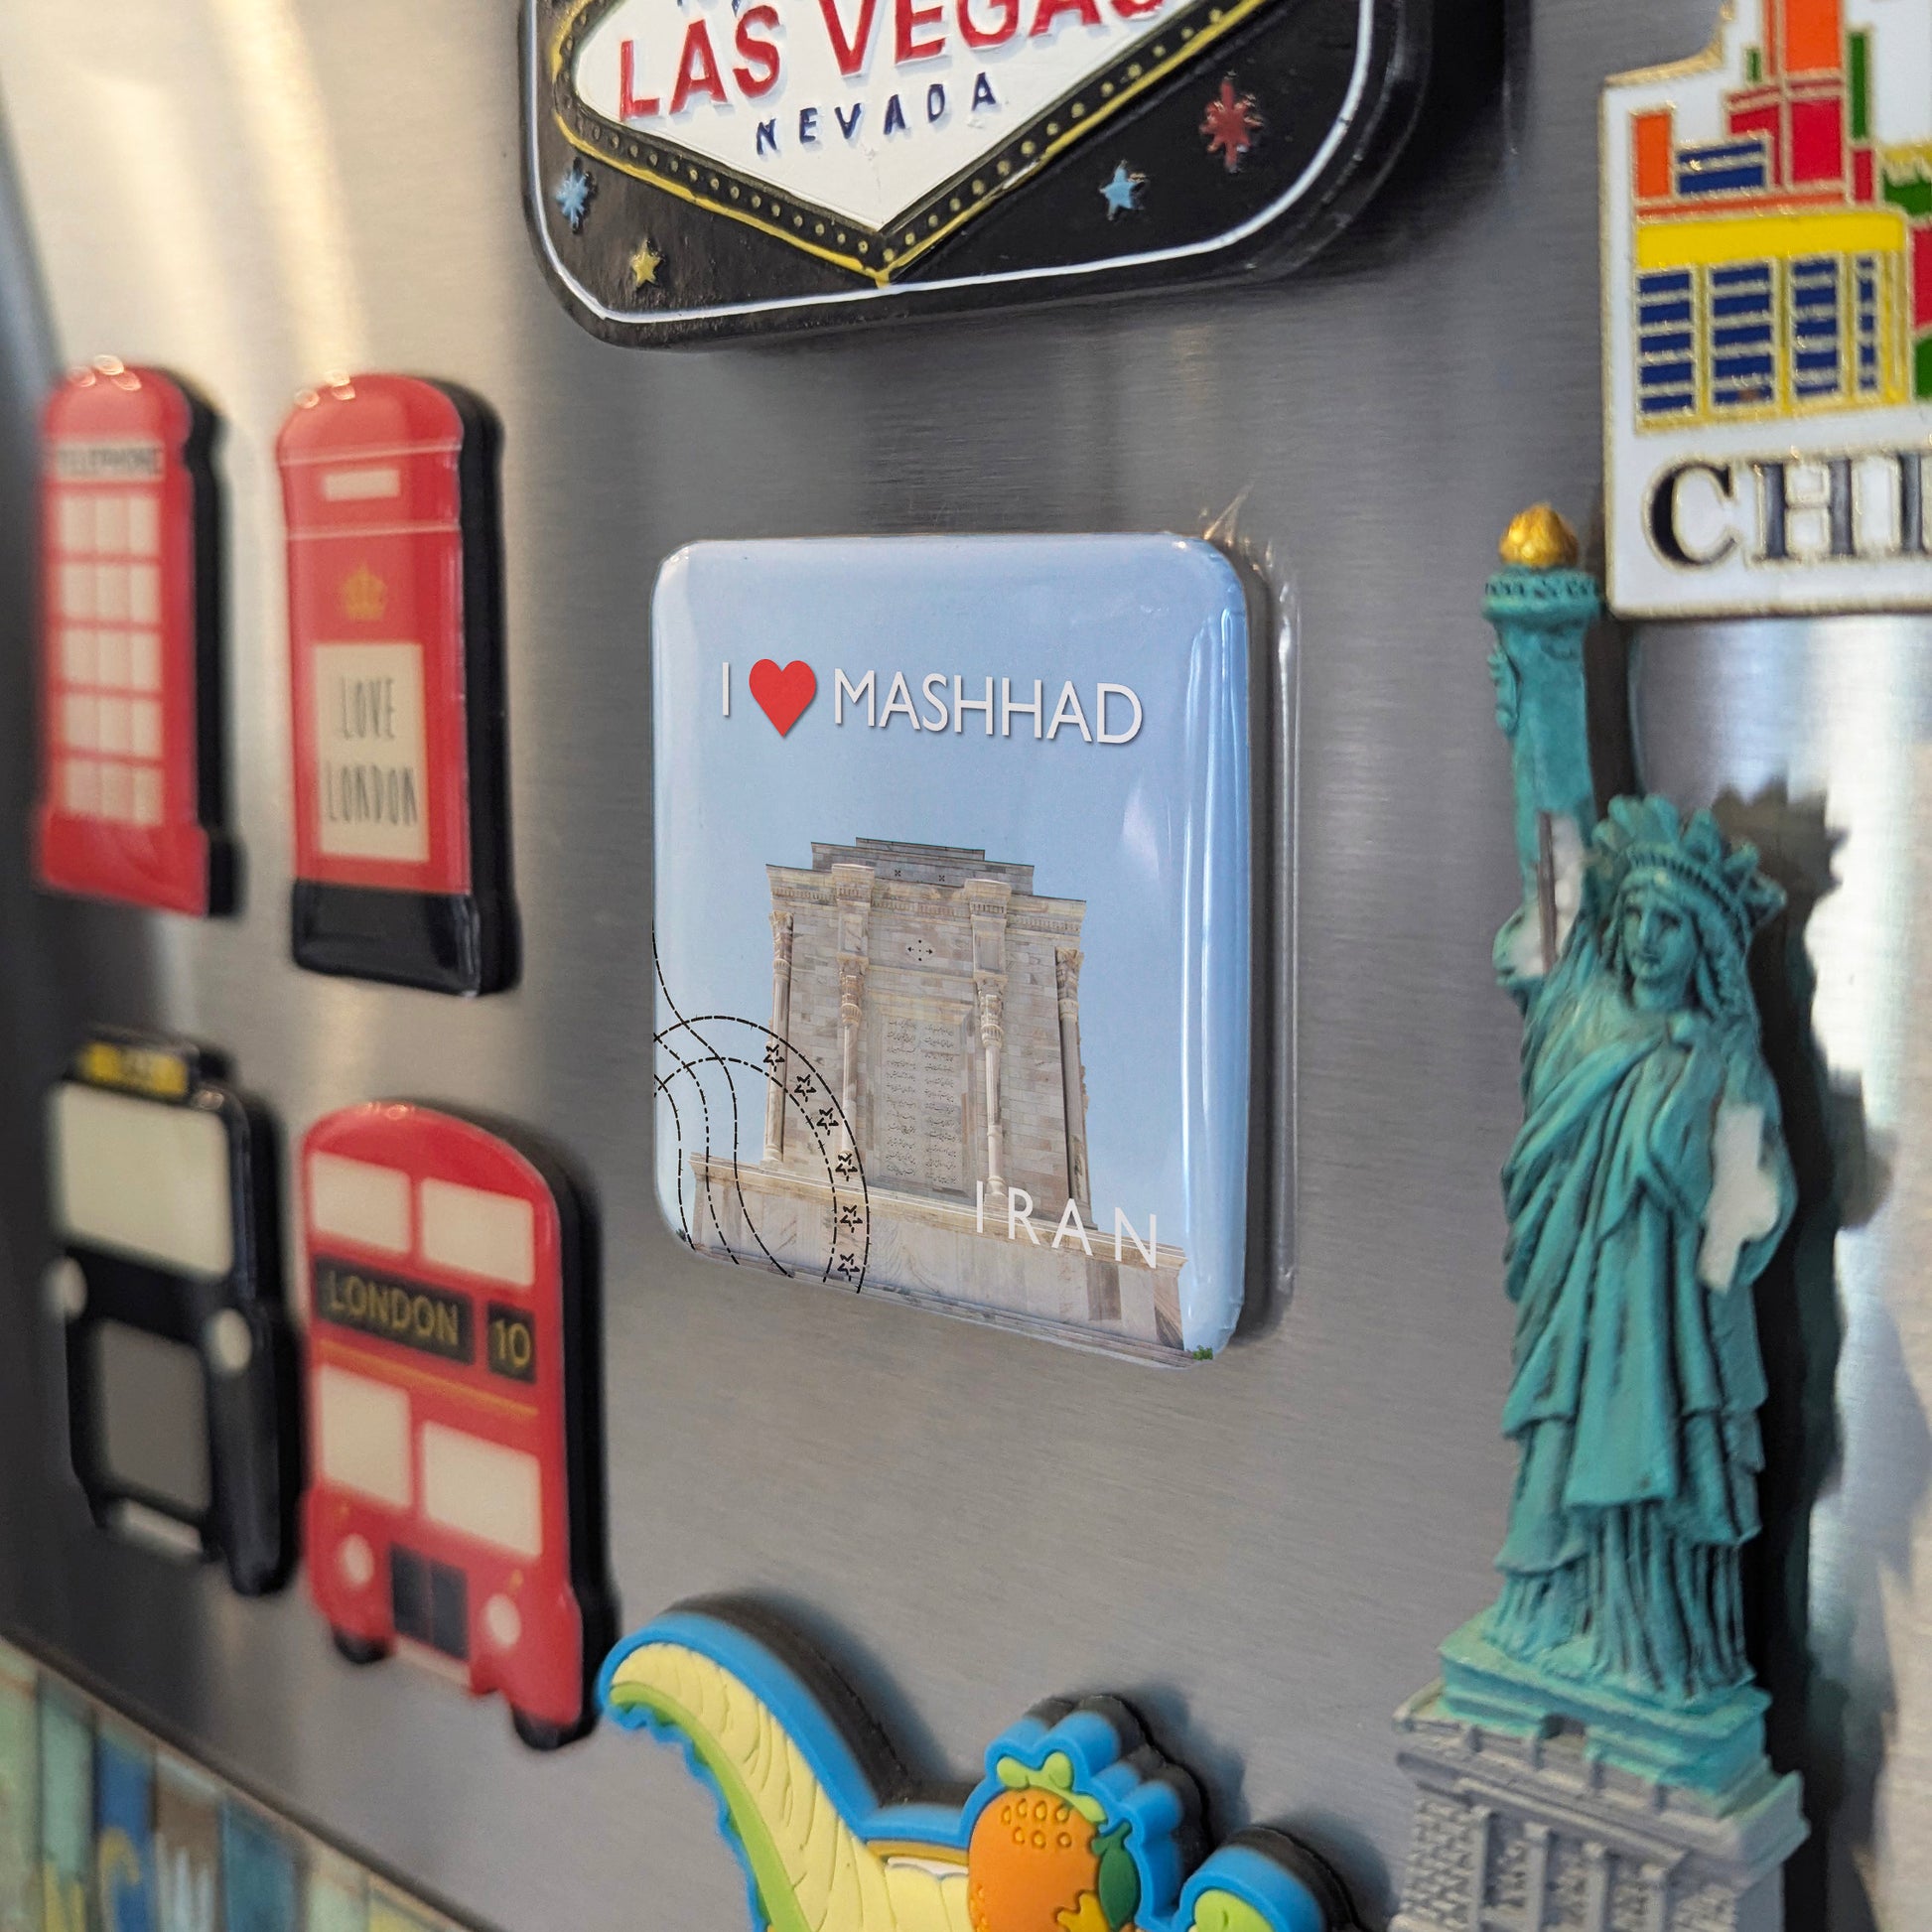 LAS VEGAS
NEVADA
TELEPHONE
LOVE
LONDON
I ❤ MASHHAD
IRAN
LONDON 10
CHI